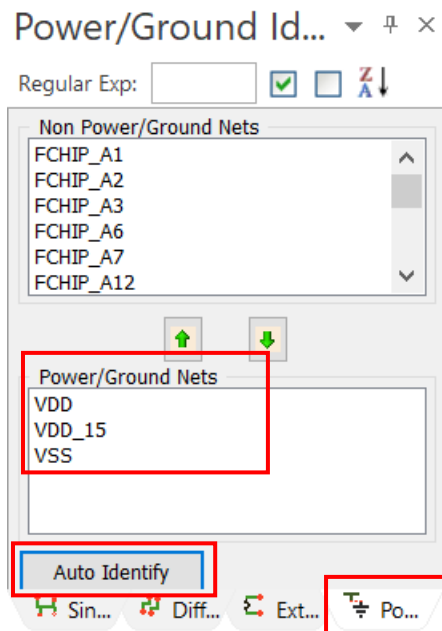 Power/Ground Id...
Regular Exp:
Non Power/Ground Nets
FCHIP_A1
FCHIP_A2
FCHIP_A3
FCHIP_A6
FCHIP_A7
FCHIP_A12
Power/Ground Nets
VDD
VDD_15
VSS
Auto Identify
Sin... Diff... Ext... Po...